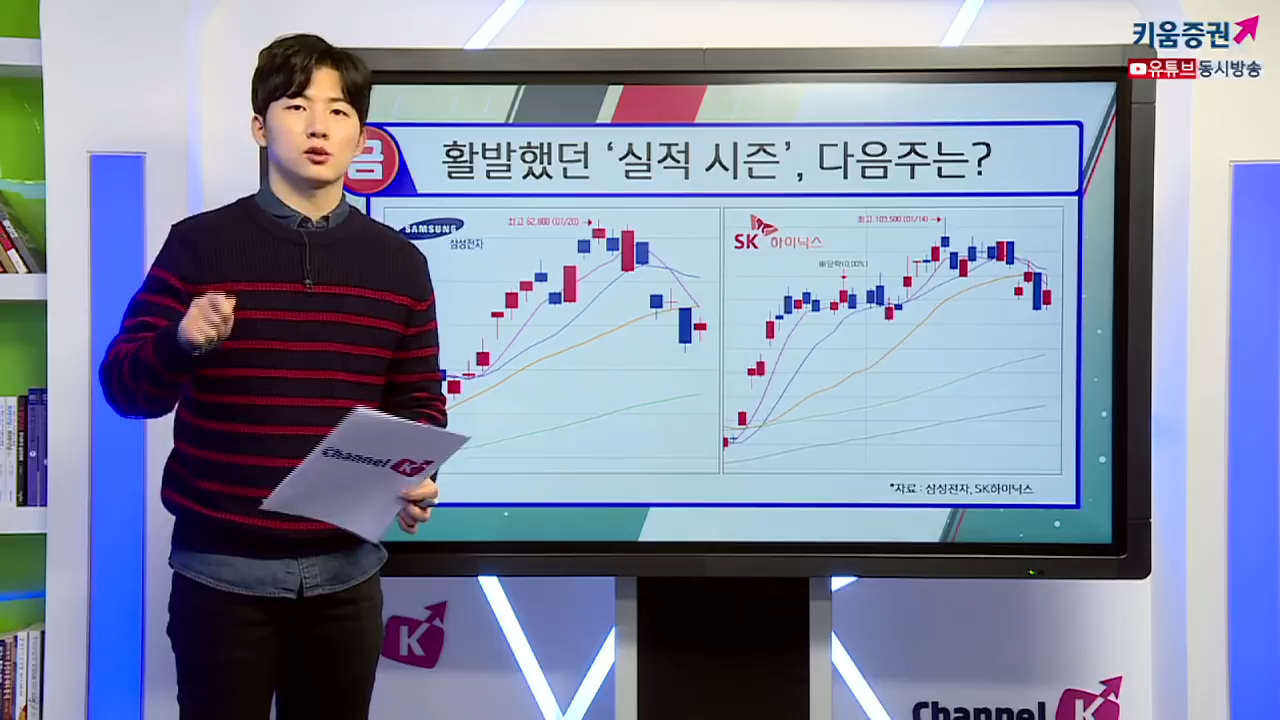 키움증권
유튜브동시방송
금
활발했던 ‘실적 시즌’, 다음주는?
SAMSUNG
삼성전자
최고 62,800 (01/20)
SK 하이닉스
최고 103,500 (01/14)
배당락(0.00%)
*자료 : 삼성전자, SK하이닉스
Channel K
K
Channel K